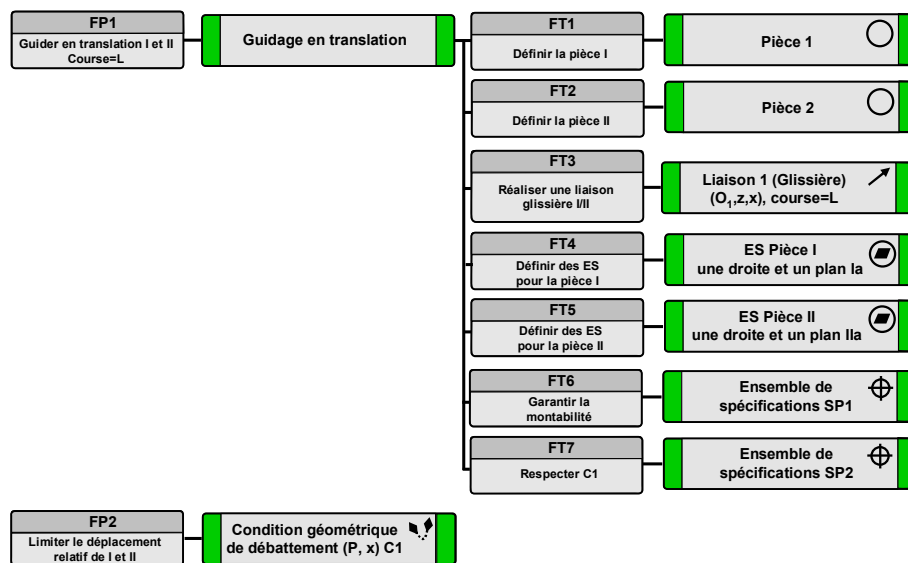 FP1
Guider en translation I et II
Course=L
Guidage en translation
FT1
Définir la pièce I
Pièce 1
FT2
Définir la pièce II
Pièce 2
FT3
Réaliser une liaison
glissière I/II
Liaison 1 (Glissière)
(O₁,z,x), course=L
FT4
Définir des ES
pour la pièce I
ES Pièce I
une droite et un plan Ia
FT5
Définir des ES
pour la pièce II
ES Pièce II
une droite et un plan IIa
FT6
Garantir la
montabilité
Ensemble de
spécifications SP1
FT7
Respecter C1
Ensemble de
spécifications SP2
FP2
Limiter le déplacement
relatif de I et II
Condition géométrique
de débattement (P, x) C1